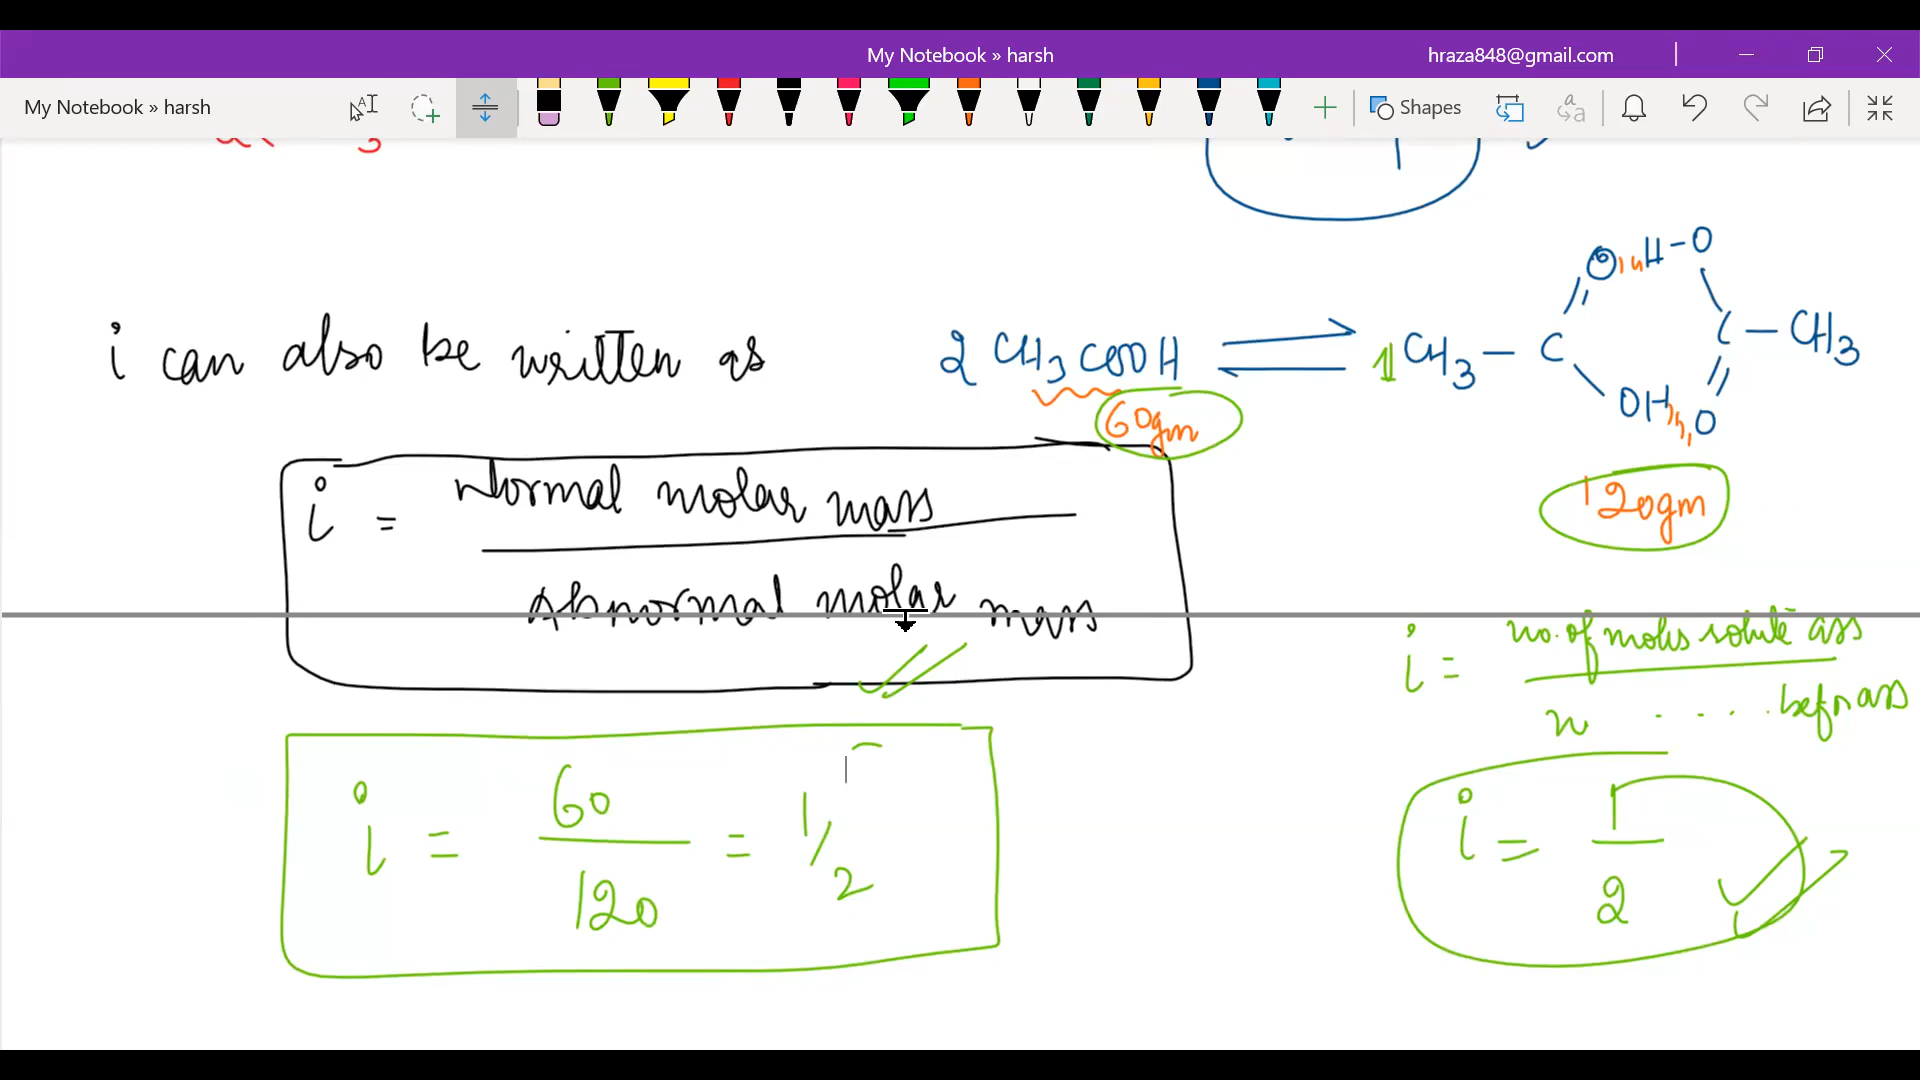 My Notebook » harsh
hraza848@gmail.com
My Notebook » harsh
Shapes
i can also be written as
2 CH3COOH ⇌ 1 CH3 – C
O H – O
C – CH3
OH O
60gm
120gm
i = Normal molar mass
Abnormal molar mass
i = no. of moles solute ass
n . . . . befr ass
i = 60/120 = 1/2
i = 1/2